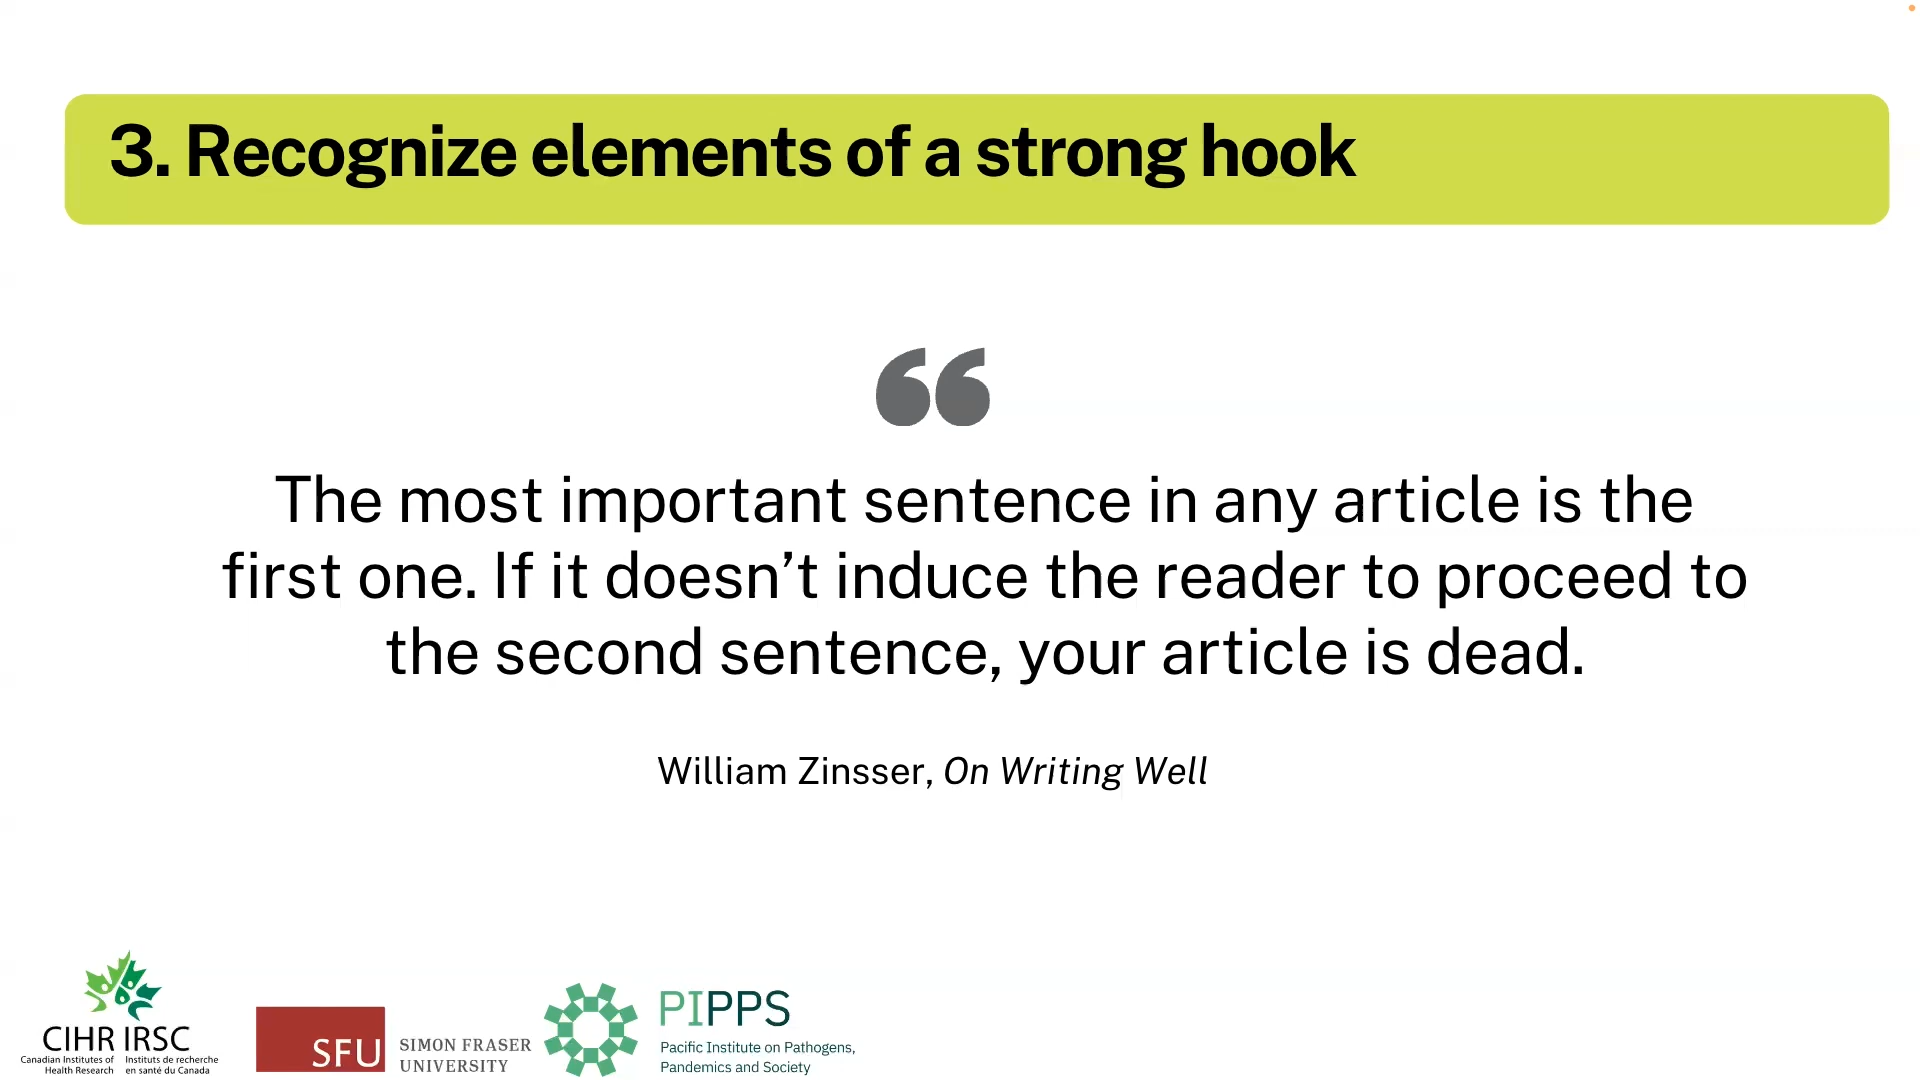 3. Recognize elements of a strong hook
“
The most important sentence in any article is the
first one. If it doesn’t induce the reader to proceed to
the second sentence, your article is dead.
William Zinsser, On Writing Well
CIHR IRSC
Canadian Institutes of
Health Research
Instituts de recherche
en santé du Canada
SFU
SIMON FRASER
UNIVERSITY
PIPPS
Pacific Institute on Pathogens,
Pandemics and Society